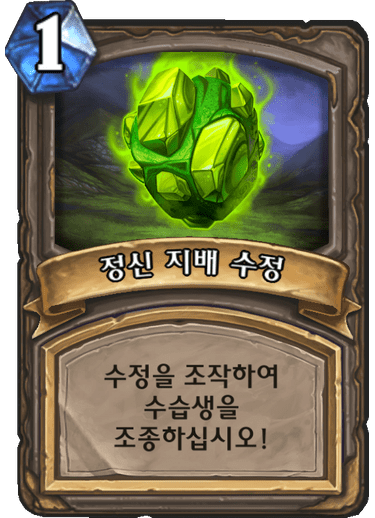 1
정신 지배 수정
수정을 조작하여
수습생을
조종하십시오!